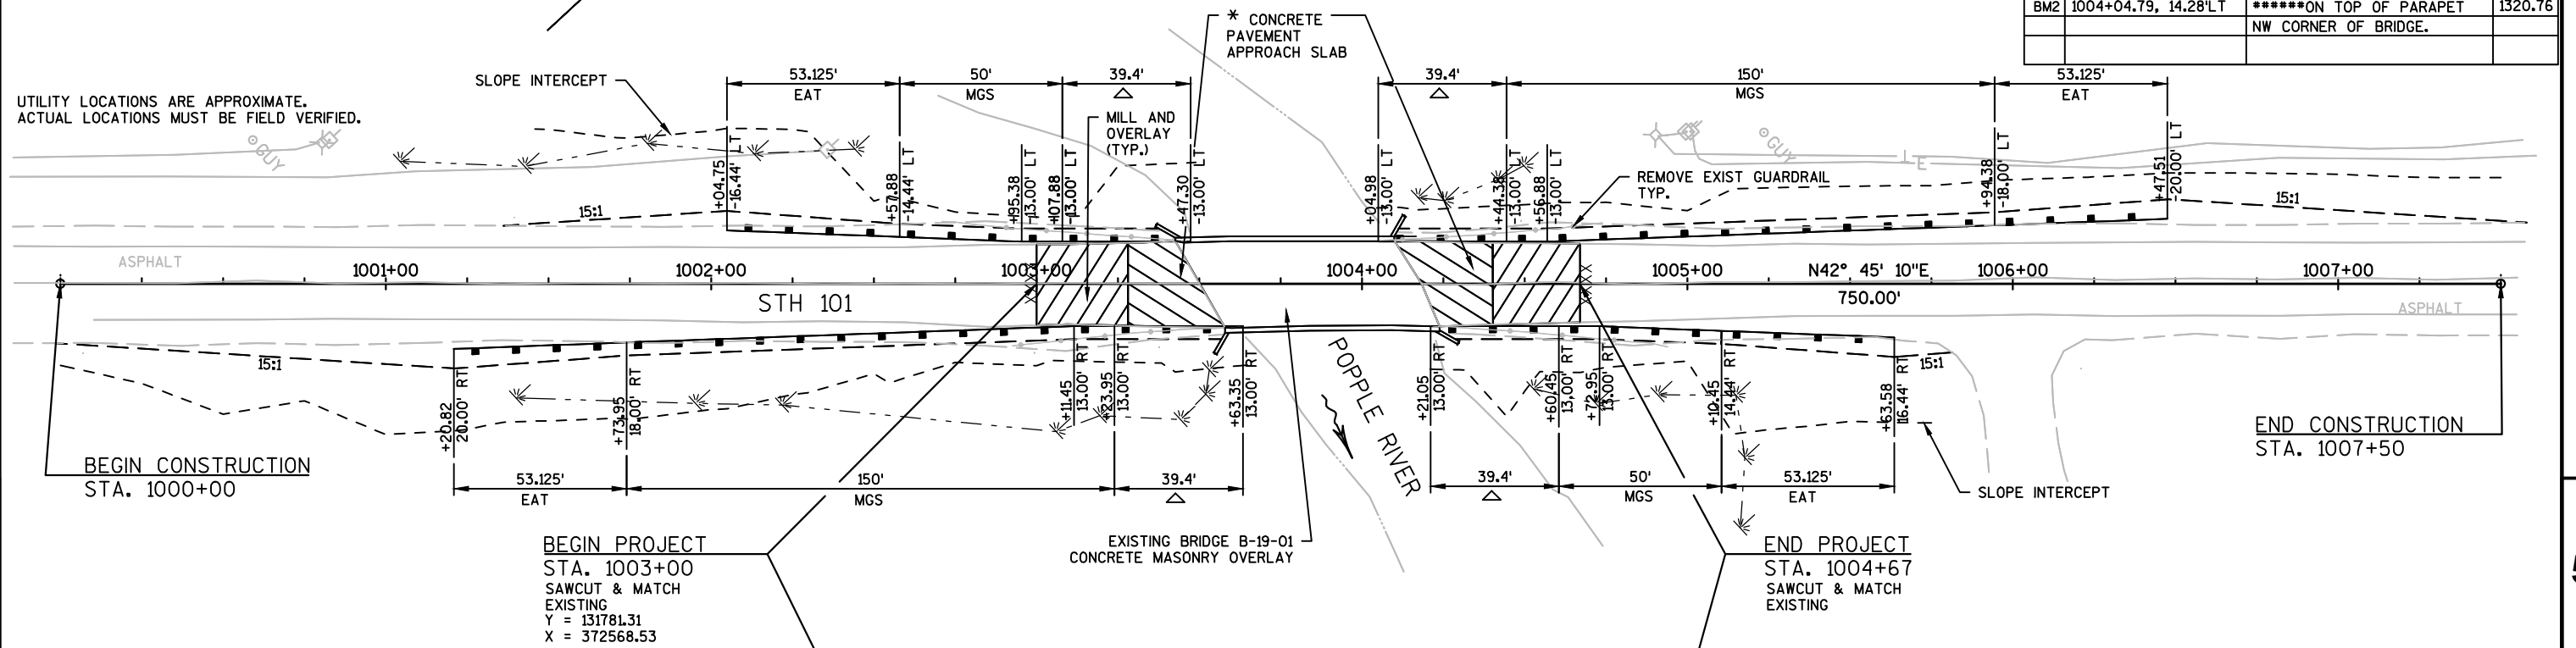 BM2 1004+04.79, 14.28'LT ******ON TOP OF PARAPET 1320.76
NW CORNER OF BRIDGE.
* CONCRETE
PAVEMENT
APPROACH SLAB
SLOPE INTERCEPT
53.125'
EAT
50'
MGS
39.4'
△
39.4'
△
150'
MGS
53.125'
EAT
UTILITY LOCATIONS ARE APPROXIMATE.
ACTUAL LOCATIONS MUST BE FIELD VERIFIED.
MILL AND
OVERLAY
(TYP.)
GUY
GUY
E
REMOVE EXIST GUARDRAIL
TYP.
+04.75
-16.44' LT
+57.88
-14.44' LT
+95.38
-13.00' LT
+07.88
-13.00' LT
+47.30
-13.00' LT
+04.98
-13.00' LT
+44.38
-13.00' LT
+56.88
-13.00' LT
+94.38
-18.00' LT
+47.51
-20.00' LT
15:1
15:1
ASPHALT
1001+00
1002+00
1003+00
1004+00
1005+00
N42° 45' 10"E
1006+00
1007+00
XXXX
XXXX
STH 101
750.00'
ASPHALT
15:1
15:1
+20.82
20.00' RT
+73.95
18.00' RT
+11.45
13.00' RT
+23.95
13.00' RT
+63.35
13.00' RT
+21.05
13.00' RT
+60.45
13.00' RT
+72.95
13.00' RT
+10.45
14.44' RT
+63.58
16.44' RT
POPPLE RIVER
BEGIN CONSTRUCTION
STA. 1000+00
END CONSTRUCTION
STA. 1007+50
53.125'
EAT
150'
MGS
39.4'
△
39.4'
△
50'
MGS
53.125'
EAT
SLOPE INTERCEPT
EXISTING BRIDGE B-19-01
CONCRETE MASONRY OVERLAY
BEGIN PROJECT
STA. 1003+00
SAWCUT & MATCH
EXISTING
Y = 131781.31
X = 372568.53
END PROJECT
STA. 1004+67
SAWCUT & MATCH
EXISTING